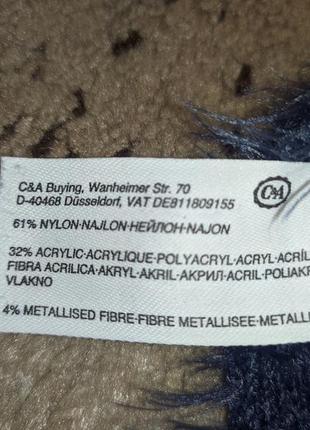 C&A Buying, Wanheimer Str. 70
D-40468 Düsseldorf, VAT DE811809155
C&A
61% NYLON·NAJLON·НЕЙЛОН·NAJON
32% ACRYLIC·ACRYLIQUE·POLYACRYL·ACRYL·ACRÍL
FIBRA ACRILICA·AKRYL·AKRIL·АКРИЛ·ACRIL·POLIAKR
VLAKNO
4% METALLISED FIBRE·FIBRE METALLISEE·METALLI